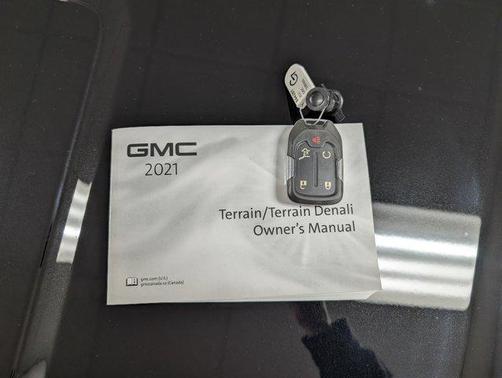 GMC
2021
Terrain/Terrain Denali
Owner's Manual
gmc.com (U.S.)
gmccanada.ca (Canada)